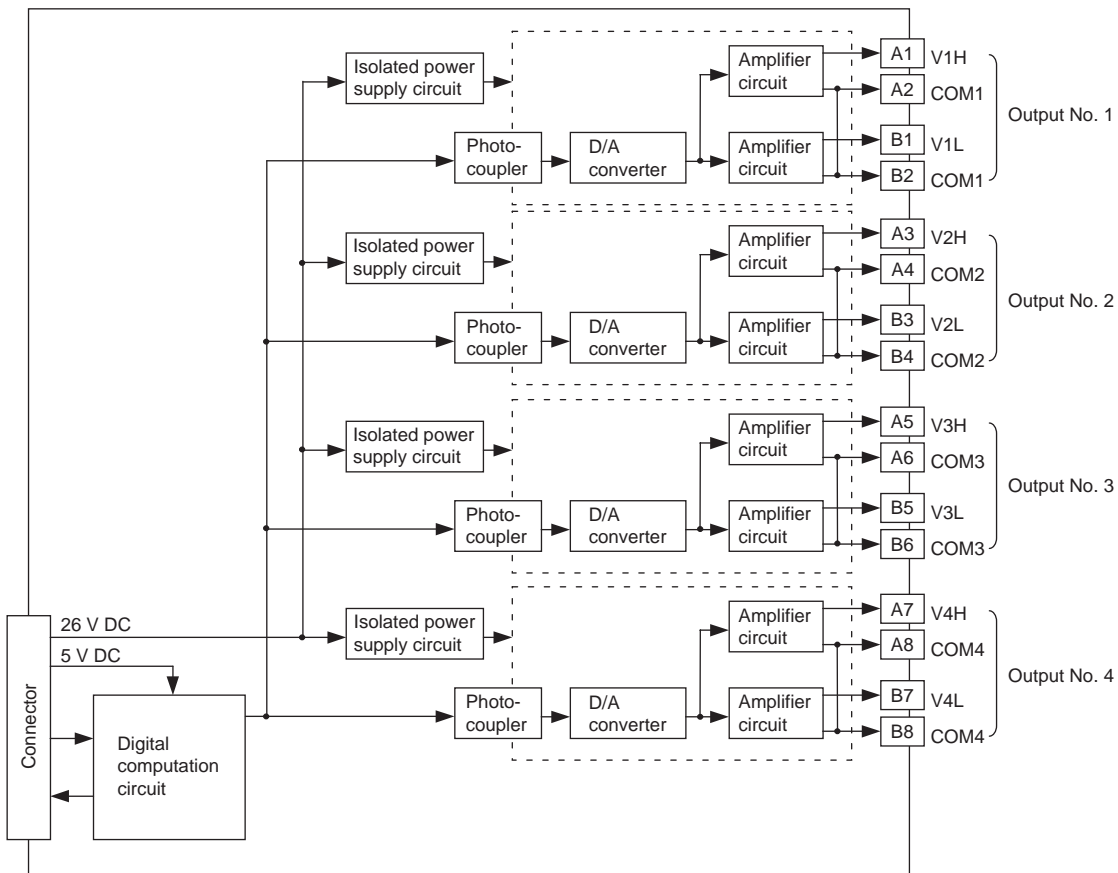 Isolated power
supply circuit
Amplifier
circuit
A1 V1H
A2 COM1
Photo-
coupler
D/A
converter
Amplifier
circuit
B1 V1L
B2 COM1
Output No. 1
Isolated power
supply circuit
Amplifier
circuit
A3 V2H
A4 COM2
Photo-
coupler
D/A
converter
Amplifier
circuit
B3 V2L
B4 COM2
Output No. 2
Isolated power
supply circuit
Amplifier
circuit
A5 V3H
A6 COM3
Photo-
coupler
D/A
converter
Amplifier
circuit
B5 V3L
B6 COM3
Output No. 3
Isolated power
supply circuit
Amplifier
circuit
A7 V4H
A8 COM4
Photo-
coupler
D/A
converter
Amplifier
circuit
B7 V4L
B8 COM4
Output No. 4
26 V DC
5 V DC
Connector
Digital
computation
circuit